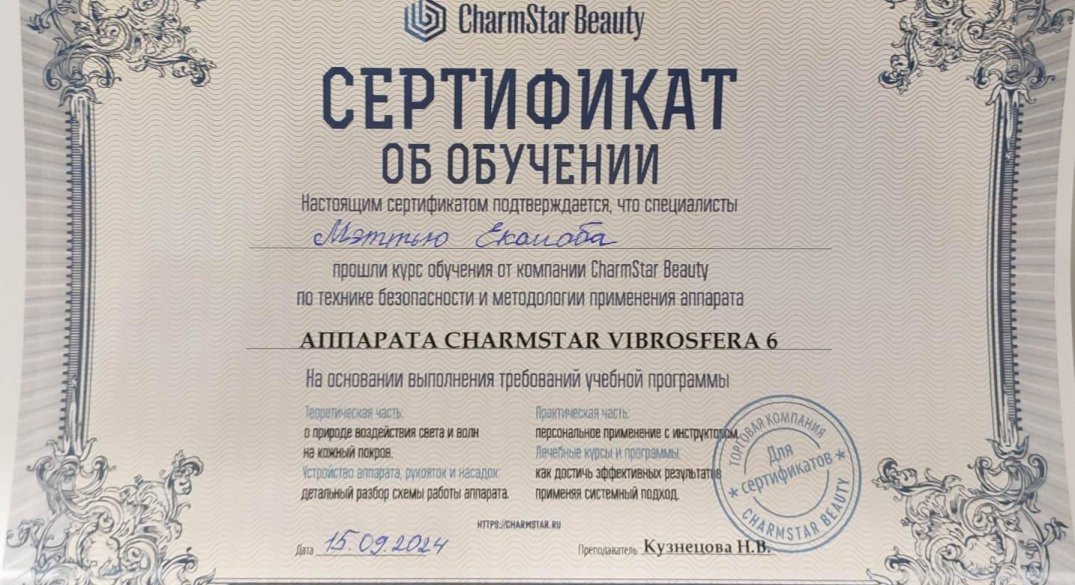 CharmStar Beauty
СЕРТИФИКАТ
ОБ ОБУЧЕНИИ
Настоящим сертификатом подтверждается, что специалисты
Мэттью Екамоба
прошли курс обучения от компании CharmStar Beauty
по технике безопасности и методологии применения аппарата
АППАРАТА CHARMSTAR VIBROSFERA 6
На основании выполнения требований учебной программы
Теоретическая часть:
о природе воздействия света и волн
на кожный покров.
Устройство аппарата, рукояток и насадок:
детальный разбор схемы работы аппарата.
Практическая часть:
персональное применение с инструктором.
Лечебные курсы и программы:
как достичь эффективных результатов
применяя системный подход.
ТОРГОВАЯ КОМПАНИЯ
Для
сертификатов
CHARMSTAR BEAUTY
HTTPS://CHARMSTAR.RU
Дата 15.09.2024
Преподаватель Кузнецова Н.В.